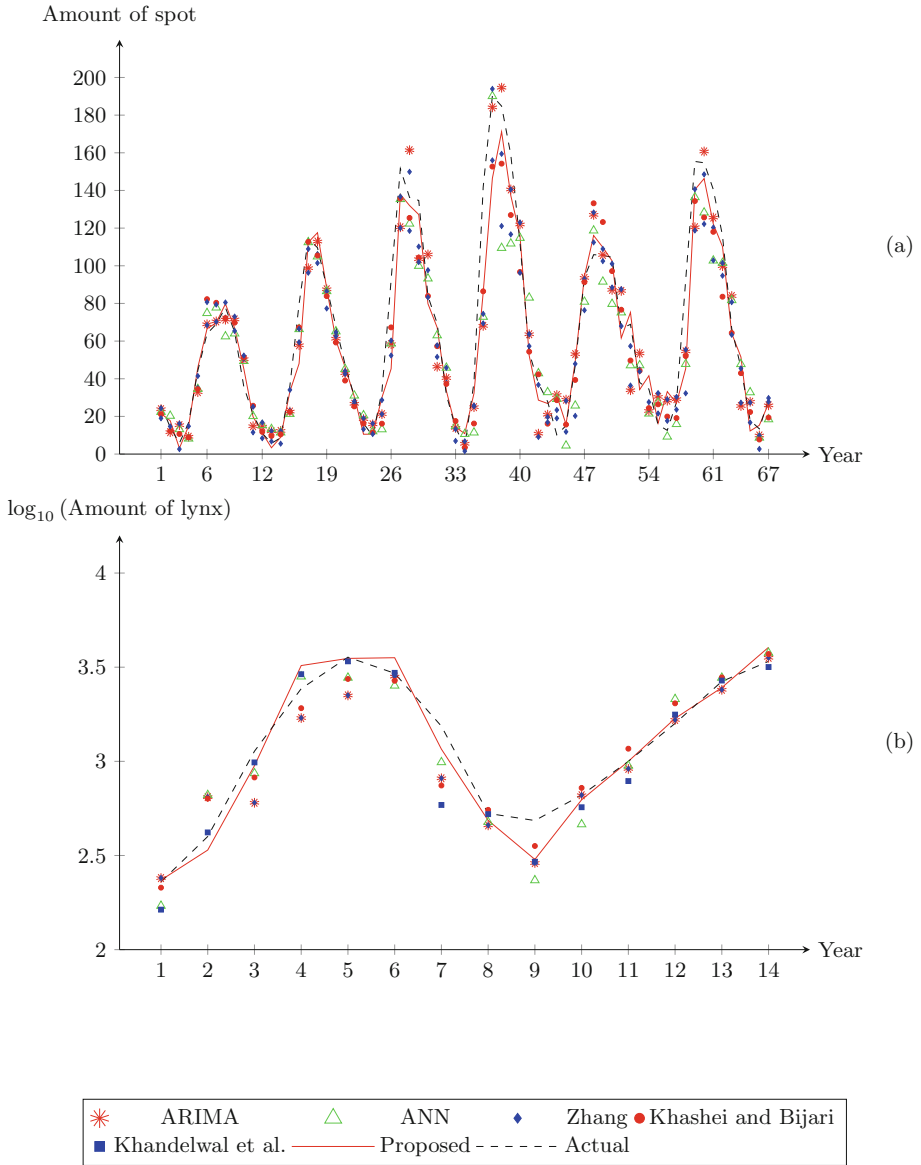 Amount of spot
200
180
160
140
120
100
80
60
40
20
0
1 6 12 19 26 33 40 47 54 61 67
Year
(a)
log10 (Amount of lynx)
4
3.5
3
2.5
2
1 2 3 4 5 6 7 8 9 10 11 12 13 14
Year
(b)
ARIMA ANN Zhang Khashei and Bijari
Khandelwal et al. Proposed Actual